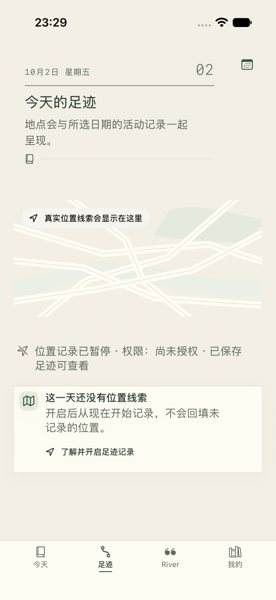 23:29
10月2日 星期五
02
今天的足迹
地点会与所选日期的活动记录一起
呈现。
真实位置线索会显示在这里
位置记录已暂停 · 权限：尚未授权 · 已保存
足迹可查看
这一天还没有位置线索
开启后从现在开始记录，不会回填未
记录的位置。
了解并开启足迹记录
今天
足迹
River
我的